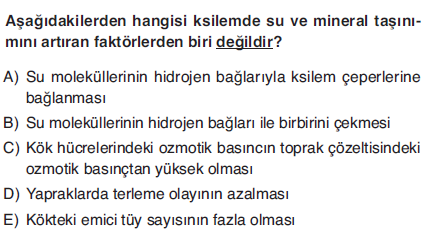 Aşağıdakilerden hangisi ksilemde su ve mineral taşını-
mını artıran faktörlerden biri değildir?
A) Su moleküllerinin hidrojen bağlarıyla ksilem çeperlerine
bağlanması
B) Su moleküllerinin hidrojen bağları ile birbirini çekmesi
C) Kök hücrelerindeki ozmotik basıncın toprak çözeltisindeki
ozmotik basınçtan yüksek olması
D) Yapraklarda terleme olayının azalması
E) Kökteki emici tüy sayısının fazla olması